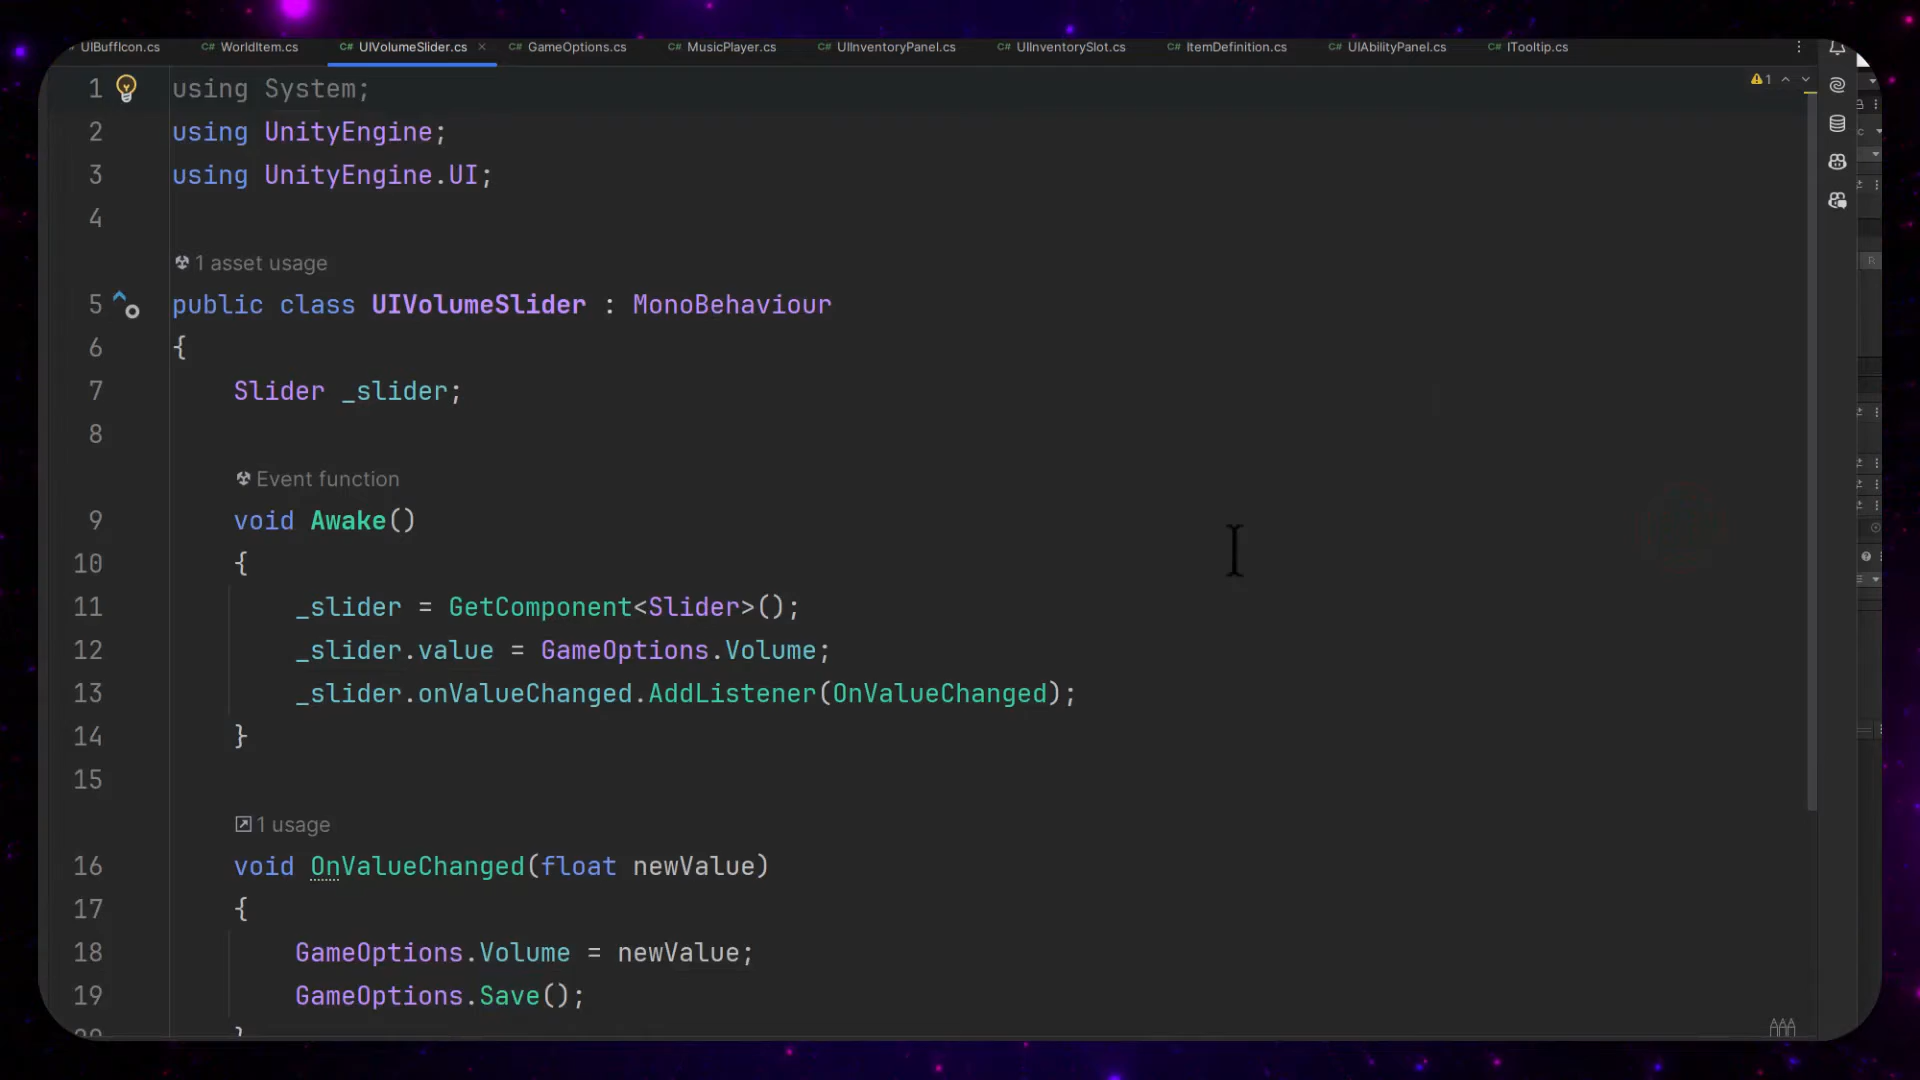 UIBuffIcon.cs C# WorldItem.cs C# UIVolumeSlider.cs × C# GameOptions.cs C# MusicPlayer.cs C# UIInventoryPanel.cs C# UIInventorySlot.cs C# ItemDefinition.cs C# UIAbilityPanel.cs C# ITooltip.cs
1 using System; 1
2 using UnityEngine;
3 using UnityEngine.UI;
4
1 asset usage
5 public class UIVolumeSlider : MonoBehaviour
6 {
7 Slider _slider;
8
Event function
9 void Awake()
10 {
11 _slider = GetComponent<Slider>();
12 _slider.value = GameOptions.Volume;
13 _slider.onValueChanged.AddListener(OnValueChanged);
14 }
15
1 usage
16 void OnValueChanged(float newValue)
17 {
18 GameOptions.Volume = newValue;
19 GameOptions.Save();
20 }